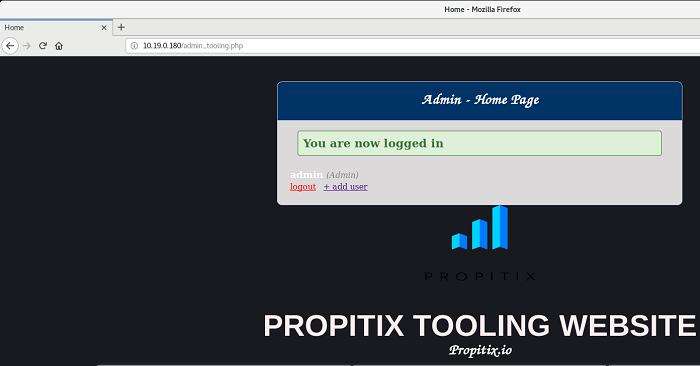 Home - Mozilla Firefox
Home
10.19.0.180/admin_tooling.php
Admin - Home Page
You are now logged in
admin (Admin)
logout + add user
PROPITIX
PROPITIX TOOLING WEBSITE
Propitix.io